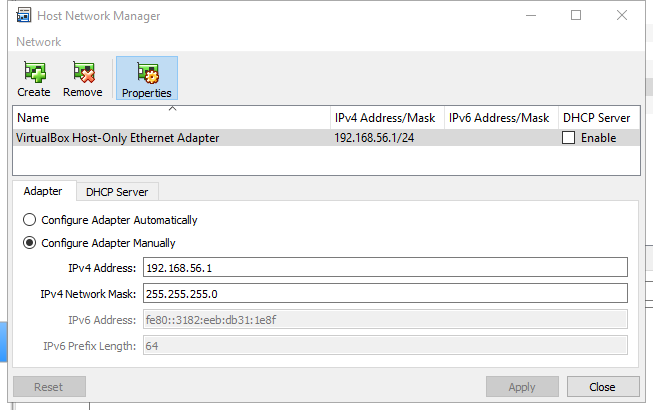 Host Network Manager
Network
Create Remove Properties
Name IPv4 Address/Mask IPv6 Address/Mask DHCP Server
VirtualBox Host-Only Ethernet Adapter 192.168.56.1/24 Enable
Adapter DHCP Server
Configure Adapter Automatically
Configure Adapter Manually
IPv4 Address: 192.168.56.1
IPv4 Network Mask: 255.255.255.0
IPv6 Address: fe80::3182:eeb:db31:1e8f
IPv6 Prefix Length: 64
Reset Apply Close